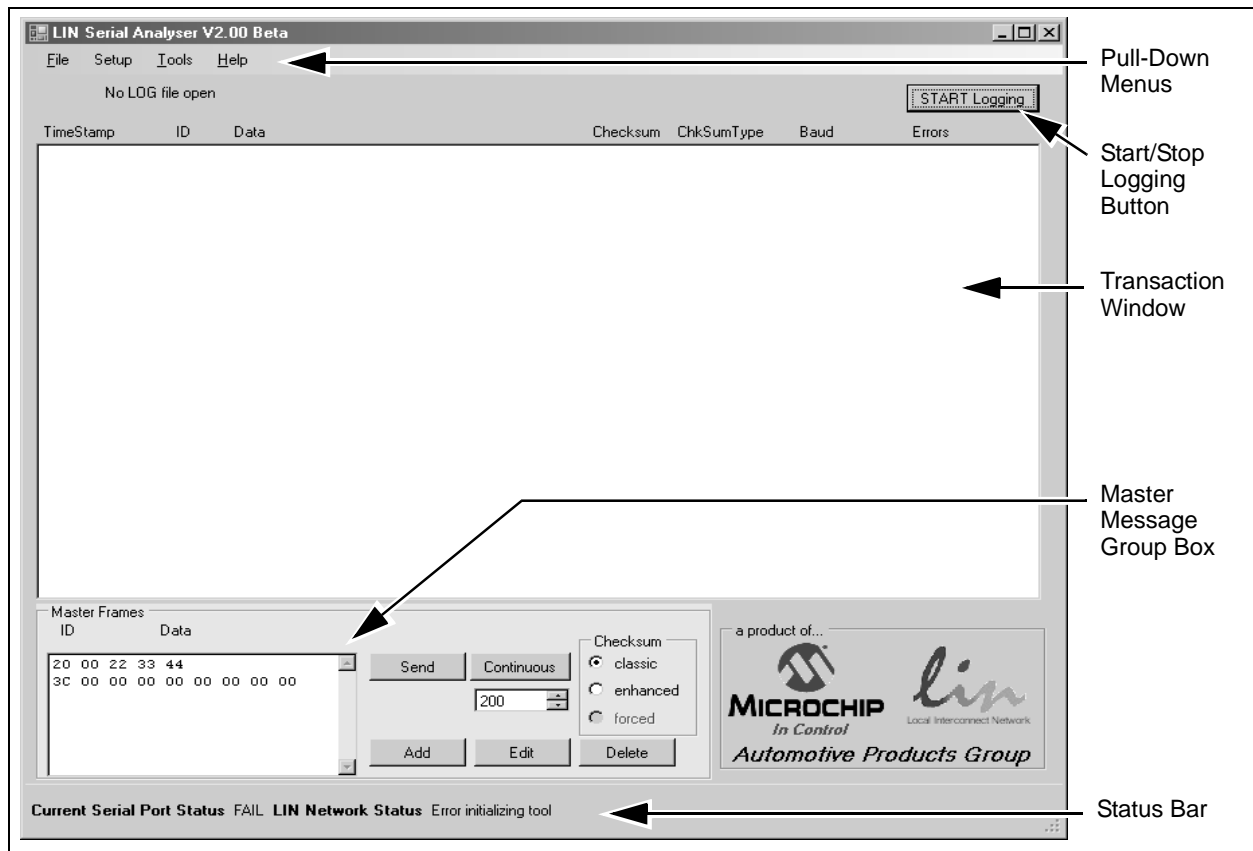 LIN Serial Analyser V2.00 Beta
File Setup Tools Help
Pull-Down
Menus
No LOG file open
START Logging
TimeStamp ID Data Checksum ChkSumType Baud Errors
Start/Stop
Logging
Button
Transaction
Window
Master
Message
Group Box
Master Frames
ID Data
20 00 22 33 44
3C 00 00 00 00 00 00 00 00
Send Continuous
200
Add Edit Delete
Checksum
classic
enhanced
forced
a product of...
MICROCHIP
In Control
lin
Local Interconnect Network
Automotive Products Group
Current Serial Port Status FAIL LIN Network Status Error initializing tool
Status Bar